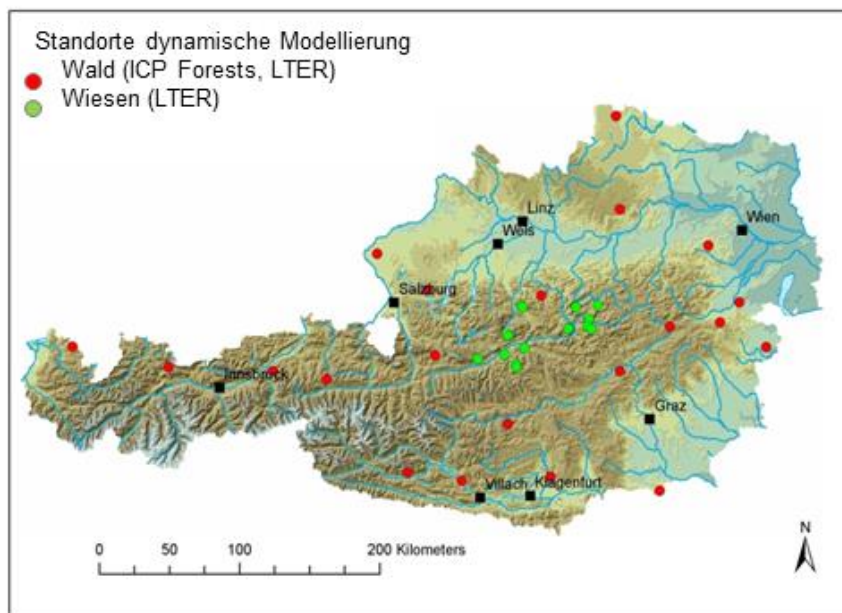 Standorte dynamische Modellierung
Wald (ICP Forests, LTER)
Wiesen (LTER)
Linz
Wels
Wien
Salzburg
Innsbruck
Graz
Villach
Klagenfurt
N
0 50 100 200 Kilometers